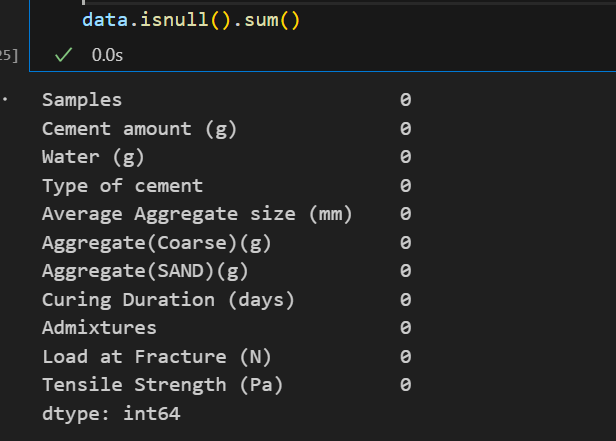 data.isnull().sum()
25] ✓ 0.0s
Samples 0
Cement amount (g) 0
Water (g) 0
Type of cement 0
Average Aggregate size (mm) 0
Aggregate(Coarse)(g) 0
Aggregate(SAND)(g) 0
Curing Duration (days) 0
Admixtures 0
Load at Fracture (N) 0
Tensile Strength (Pa) 0
dtype: int64